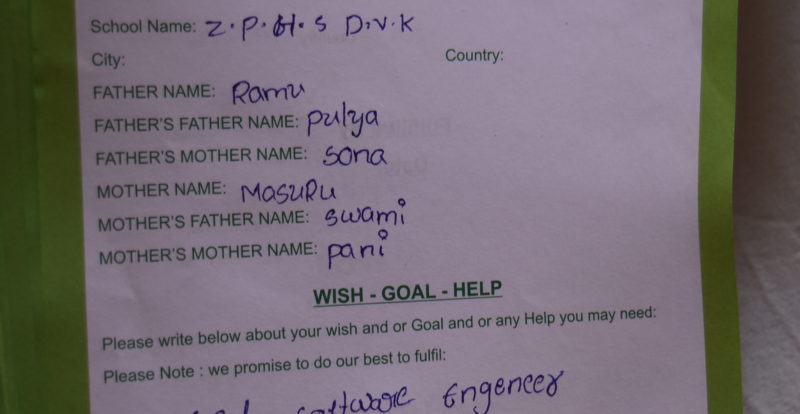 School Name: Z.P.H.S D.V.K
City: Country:
FATHER NAME: Ramu
FATHER'S FATHER NAME: pulya
FATHER'S MOTHER NAME: Sona
MOTHER NAME: MasuRu
MOTHER'S FATHER NAME: swami
MOTHER'S MOTHER NAME: pani
WISH - GOAL - HELP
Please write below about your wish and or Goal and or any Help you may need:
Please Note : we promise to do our best to fulfil:
software Engeneer